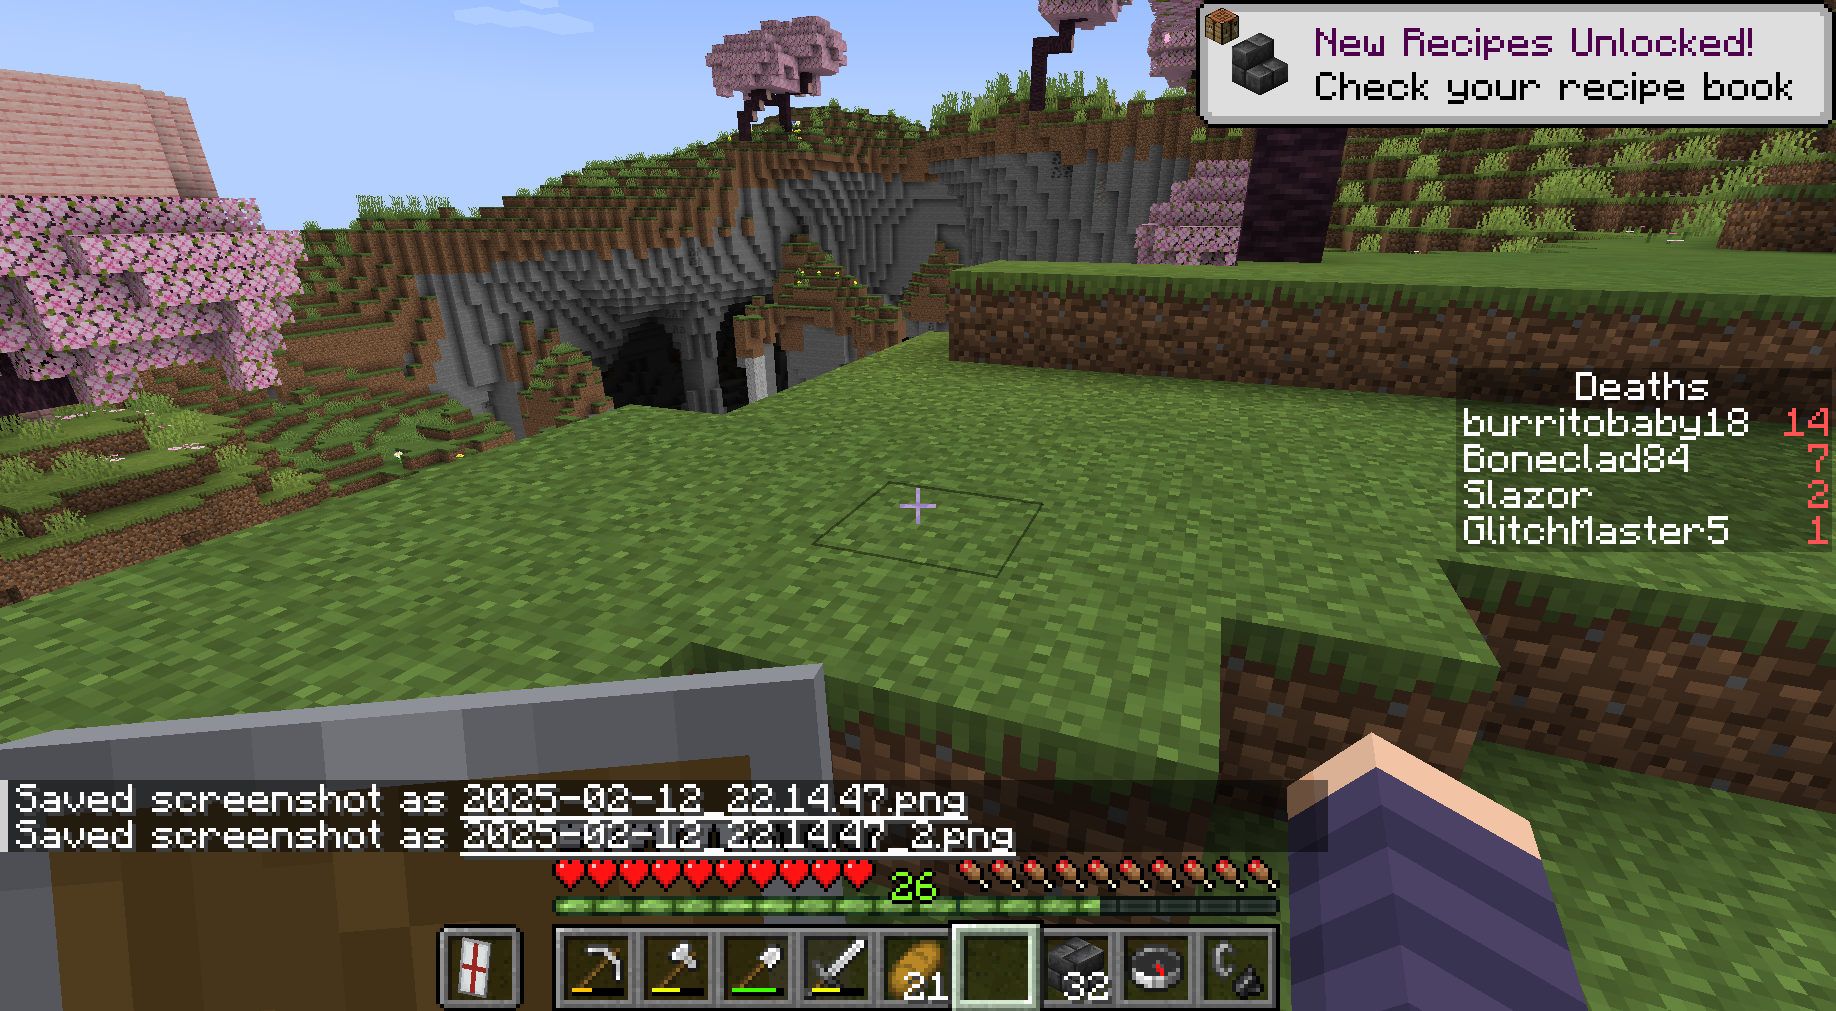 New Recipes Unlocked!
Check your recipe book
Deaths
burritobaby18 14
Boneclad84 7
Slazor 2
GlitchMaster5 1
Saved screenshot as 2025-02-12_22.14.47.png
Saved screenshot as 2025-02-12_22.14.47_2.png
26
21
32